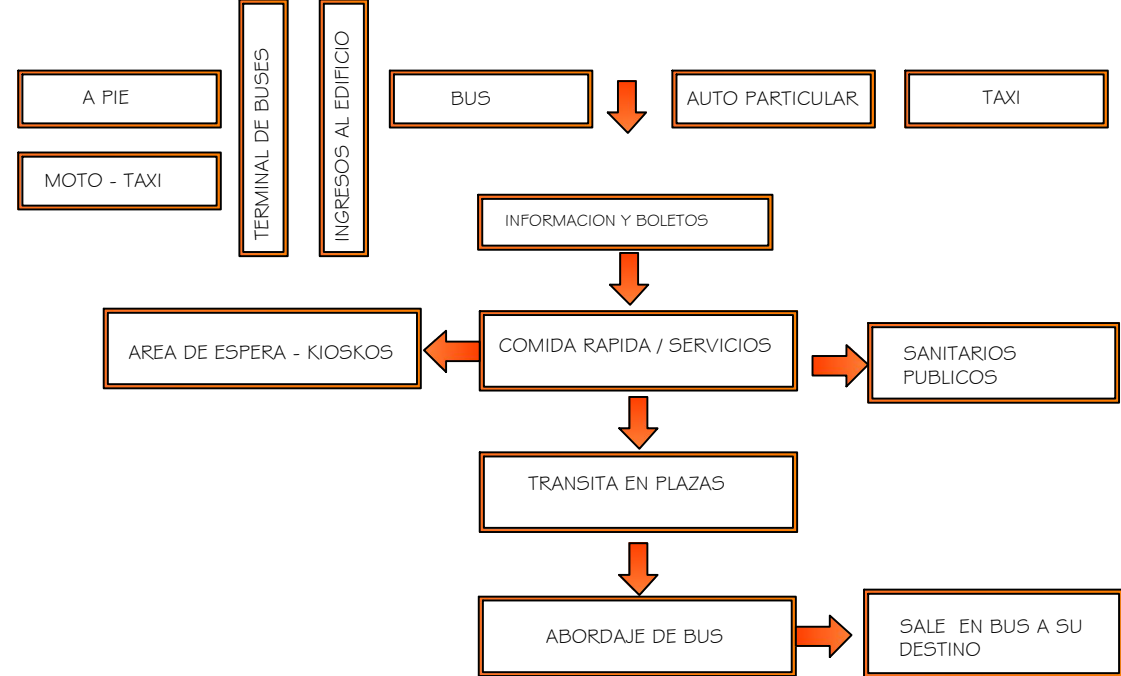 A PIE
MOTO - TAXI
TERMINAL DE BUSES
INGRESOS AL EDIFICIO
BUS
AUTO PARTICULAR
TAXI
INFORMACION Y BOLETOS
AREA DE ESPERA - KIOSKOS
COMIDA RAPIDA / SERVICIOS
SANITARIOS
PUBLICOS
TRANSITA EN PLAZAS
ABORDAJE DE BUS
SALE EN BUS A SU
DESTINO